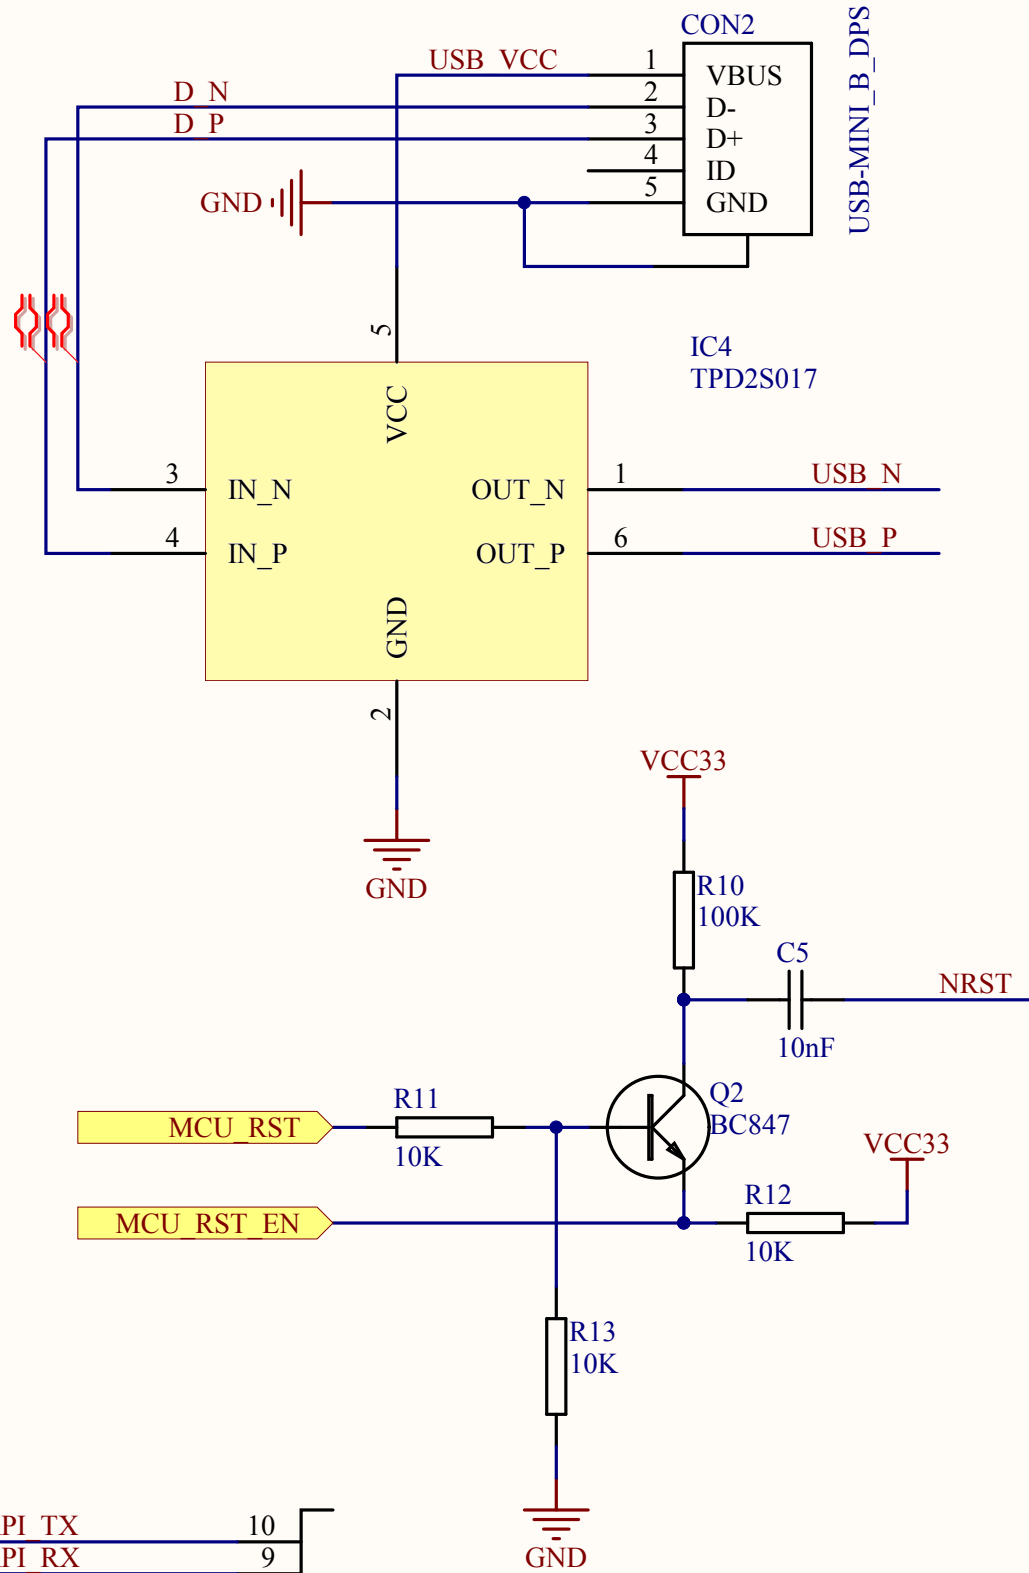 CON2
USB-MINI_B_DPS
USB_VCC
1
VBUS
D_N
2
D-
D_P
3
D+
4
ID
GND
5
GND
5
IC4
TPD2S017
VCC
3
IN_N
OUT_N
1
USB_N
4
IN_P
OUT_P
6
USB_P
GND
2
GND
VCC33
R10
100K
C5
10nF
NRST
Q2
BC847
R11
10K
MCU_RST
VCC33
MCU_RST_EN
R12
10K
R13
10K
GND
PI_TX
10
PI_RX
9